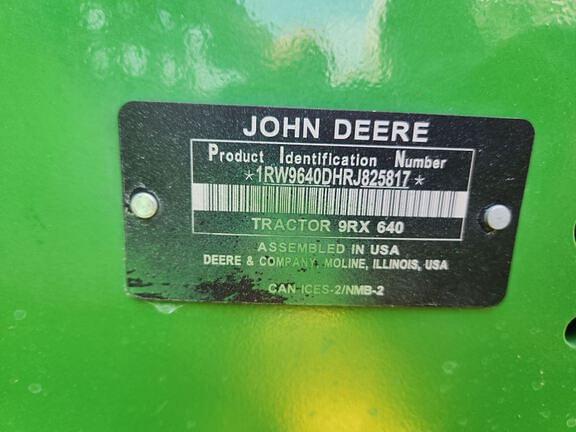 JOHN DEERE
Product Identification Number
*1RW9640DHRJ825817*
TRACTOR 9RX 640
ASSEMBLED IN USA
DEERE & COMPANY MOLINE, ILLINOIS, USA
CAN ICES-2/NMB-2